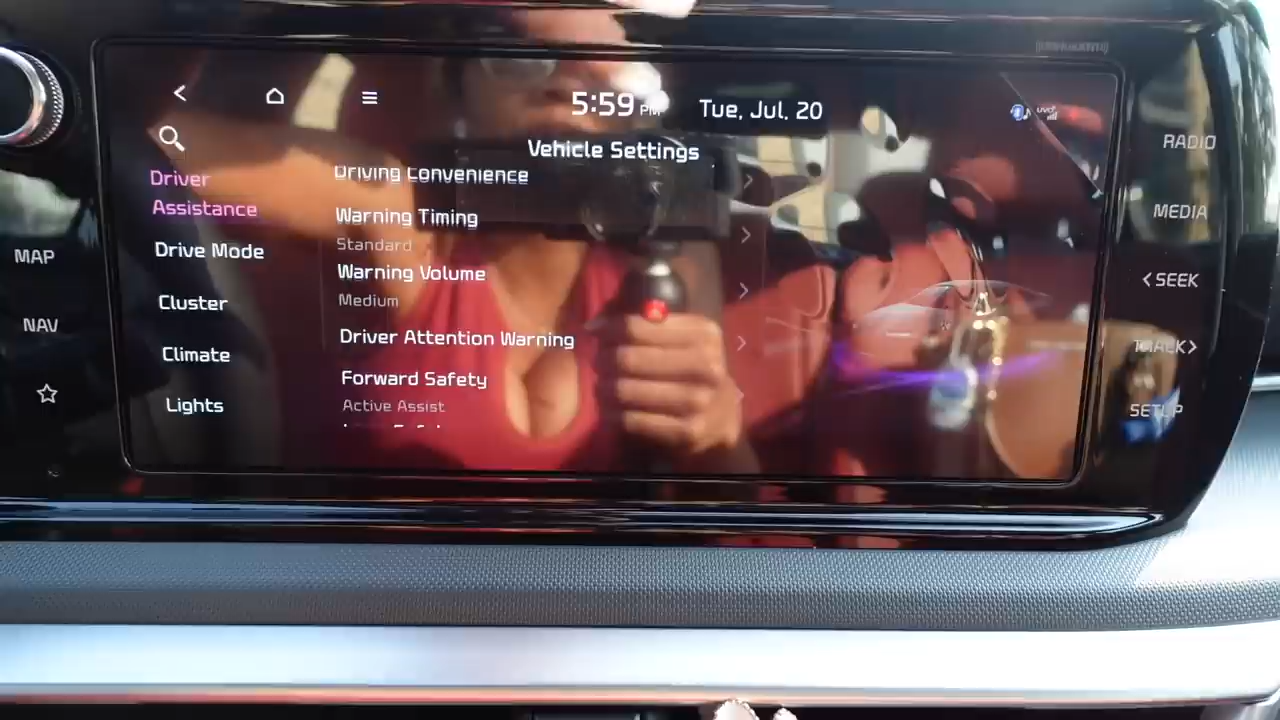 5:59 PM
Tue, Jul, 20
Vehicle Settings
Driver
Assistance
Drive Mode
Cluster
Climate
Lights
Driving Convenience
Warning Timing
Standard
Warning Volume
Medium
Driver Attention Warning
Forward Safety
Active Assist
MAP
NAV
RADIO
MEDIA
< SEEK
TRACK >
SETUP